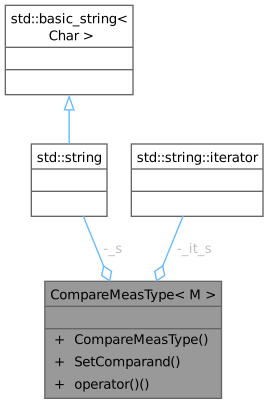 std::basic_string<
Char >
std::string
std::string::iterator
-_s
-_it_s
CompareMeasType< M >
+ CompareMeasType()
+ SetComparand()
+ operator()()